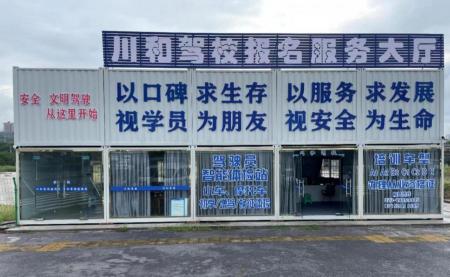 川和驾校报名服务大厅
安全 文明驾驶
从这里开始
以口碑 求生存
视学员 为朋友
以服务 求发展
视安全 为生命
驾驶员
智能体检站
小车、摩托车
培训车型